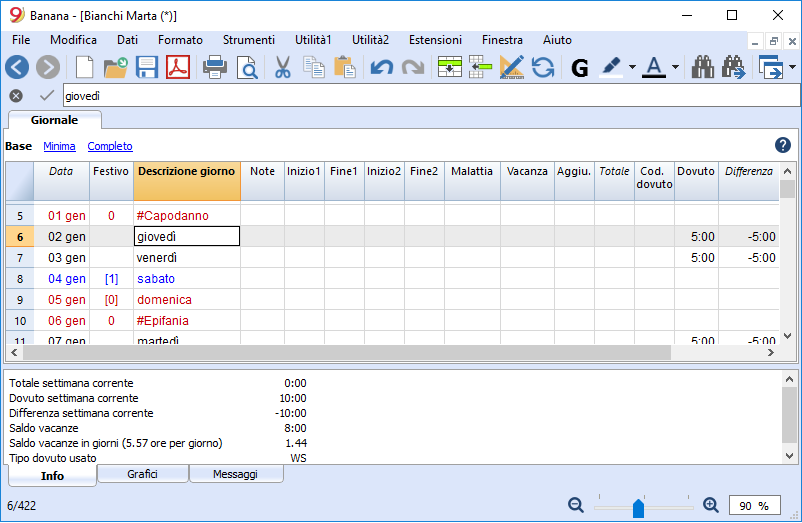 Banana - [Bianchi Marta (*)]
File Modifica Dati Formato Strumenti Utilità1 Utilità2 Estensioni Finestra Aiuto
G A
giovedì
Giornale
Base Minima Completo ?
Data Festivo Descrizione giorno Note Inizio1 Fine1 Inizio2 Fine2 Malattia Vacanza Aggiu. Totale Cod. dovuto Dovuto Differenza
5 01 gen 0 #Capodanno
6 02 gen giovedì 5:00 -5:00
7 03 gen venerdì 5:00 -5:00
8 04 gen [1] sabato
9 05 gen [0] domenica
10 06 gen 0 #Epifania
11 07 gen martedì 5:00 -5:00
Totale settimana corrente 0:00
Dovuto settimana corrente 10:00
Differenza settimana corrente -10:00
Saldo vacanze 8:00
Saldo vacanze in giorni (5.57 ore per giorno) 1.44
Tipo dovuto usato WS
Info Grafici Messaggi
6/422 90 %